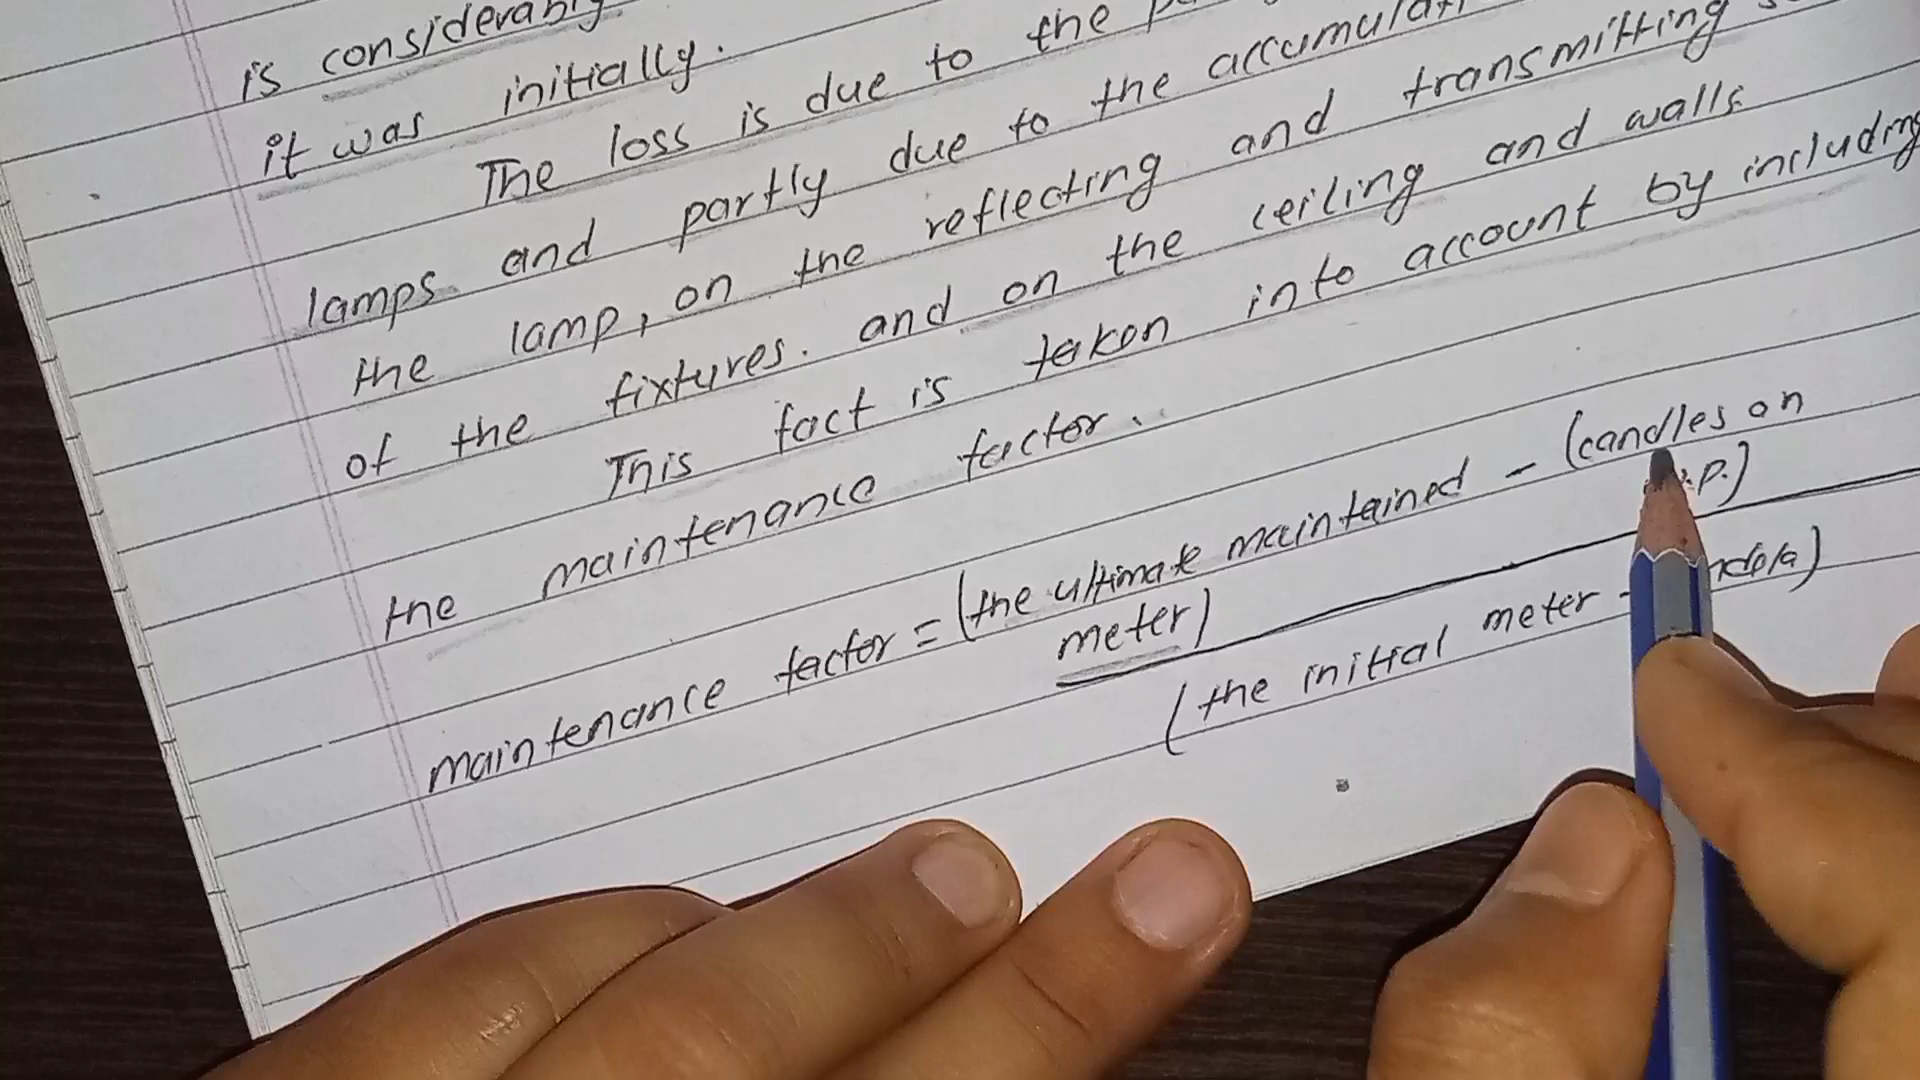 is considerably
it was initially.
The loss is due to the
lamps and partly due to the
the lamp, on the reflecting and transmitting
of the fixtures. and on the ceiling and walls.
This fact is taken into account by including
the maintenance factor.
maintenance factor = (the ultimate maintained - (candles on
meter)
(the initial meter -